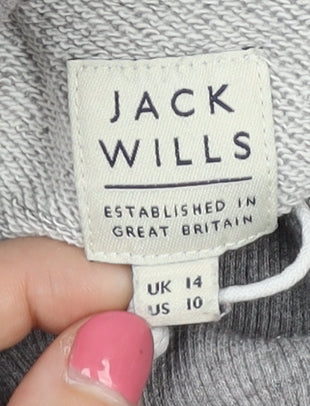 JACK
WILLS
ESTABLISHED IN
GREAT BRITAIN
UK 14
US 10